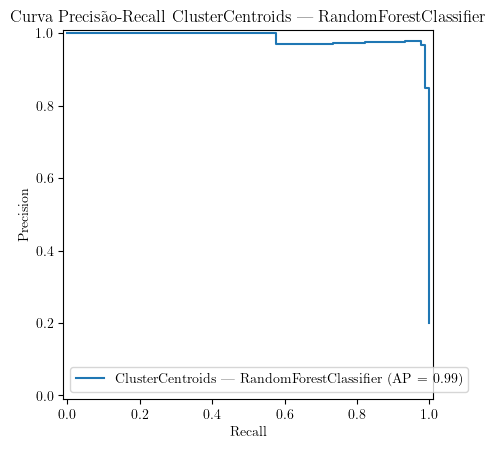 Curva Precisão-Recall ClusterCentroids — RandomForestClassifier
1.0
0.8
0.6
0.4
0.2
0.0
Precision
ClusterCentroids — RandomForestClassifier (AP = 0.99)
0.0 0.2 0.4 0.6 0.8 1.0
Recall